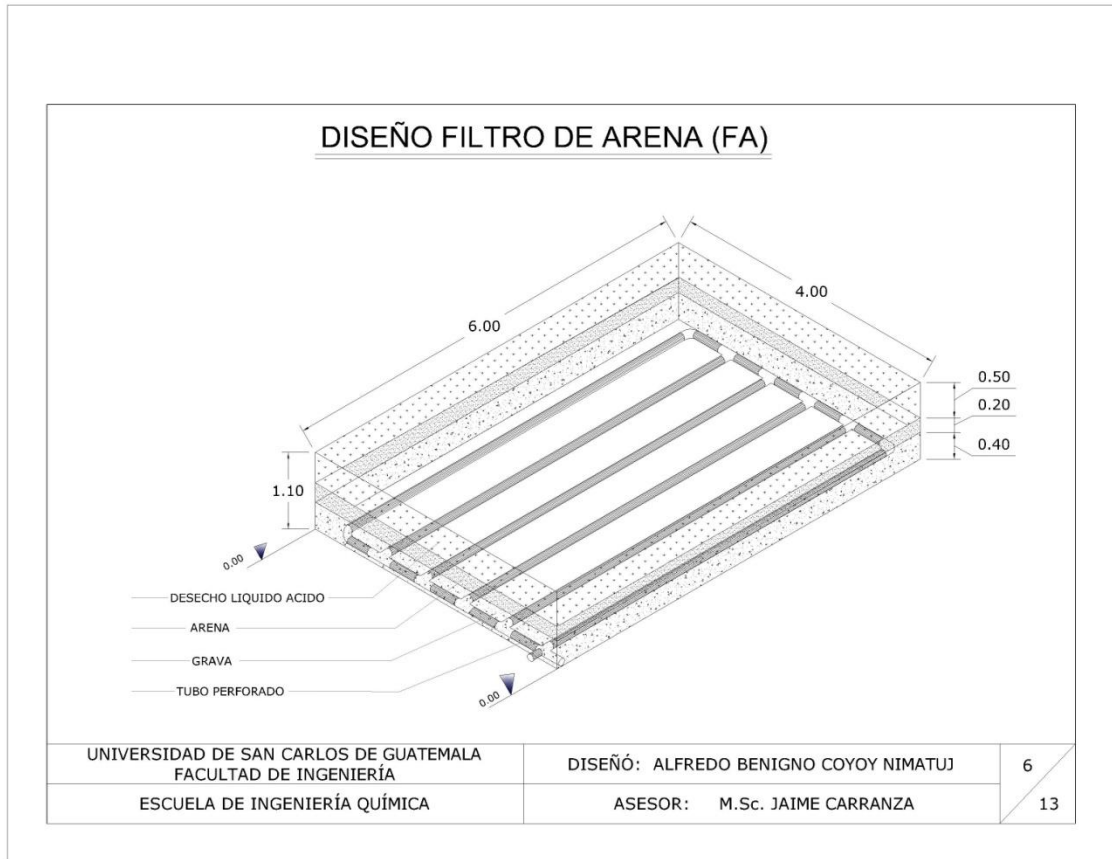 DISEÑO FILTRO DE ARENA (FA)
6.00
4.00
0.50
0.20
0.40
1.10
0.00
DESECHO LIQUIDO ACIDO
ARENA
GRAVA
TUBO PERFORADO
0.00
UNIVERSIDAD DE SAN CARLOS DE GUATEMALA
FACULTAD DE INGENIERÍA
DISEÑÓ: ALFREDO BENIGNO COYOY NIMATUJ
6
ESCUELA DE INGENIERÍA QUÍMICA
ASESOR: M.Sc. JAIME CARRANZA
13